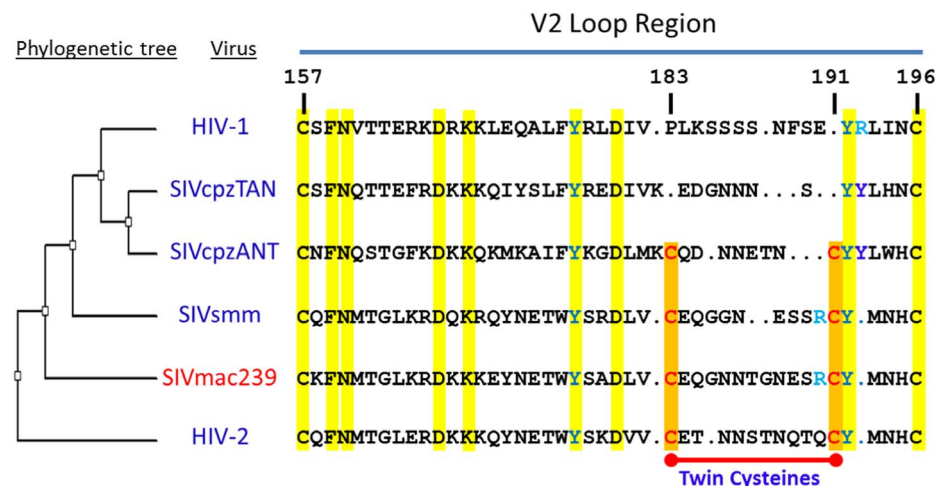 V2 Loop Region
Phylogenetic tree Virus
157 183 191 196
HIV-1 CSFNVTTERKDRKKLEQALFYRLDIV.PLKSSSS.NFSE.YRLINC
SIVcpzTAN CSFNQTTEFRDKKKQIYSLFYREDIVK.EDGNNN...S..YYLHNC
SIVcpzANT CNFNQSTGFKDKKQKMKAIFYKGDLMKCQD.NNETN...CYYLWHC
SIVsmm CQFNMTGLKRDQKRQYNETWYSRDLV.CEQGGN..ESSRCY.MNHC
SIVmac239 CKFNMTGLKRDKKKEYNETWYSADLV.CEQGNNTGNESRCY.MNHC
HIV-2 CQFNMTGLERDKKKQYNETWYSKDVV.CET.NNSTNQTQCY.MNHC
Twin Cysteines